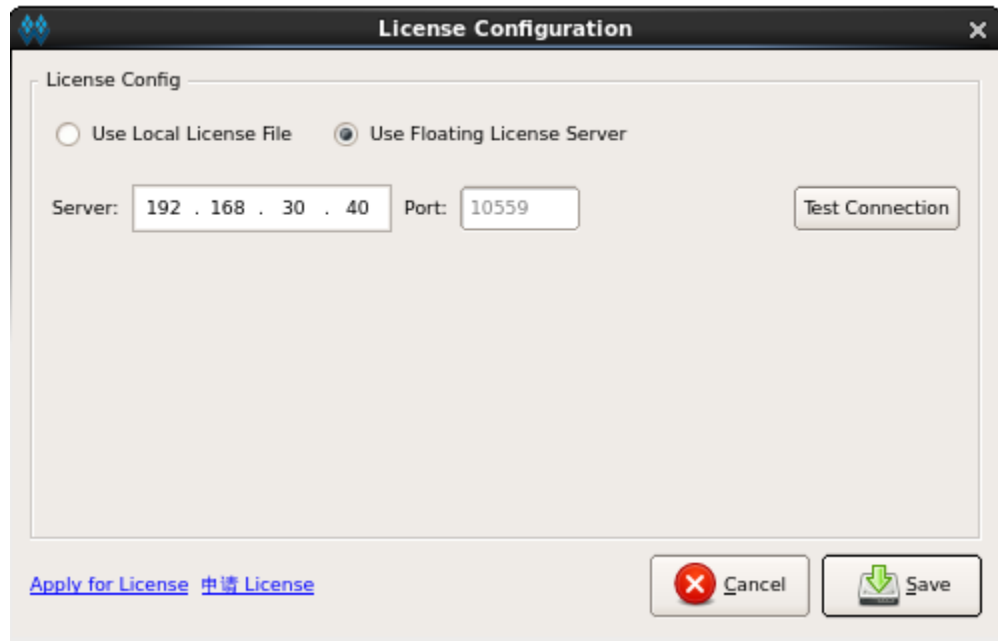 License Configuration
License Config
Use Local License File Use Floating License Server
Server: 192 . 168 . 30 . 40 Port: 10559 Test Connection
Apply for License 申请 License Cancel Save